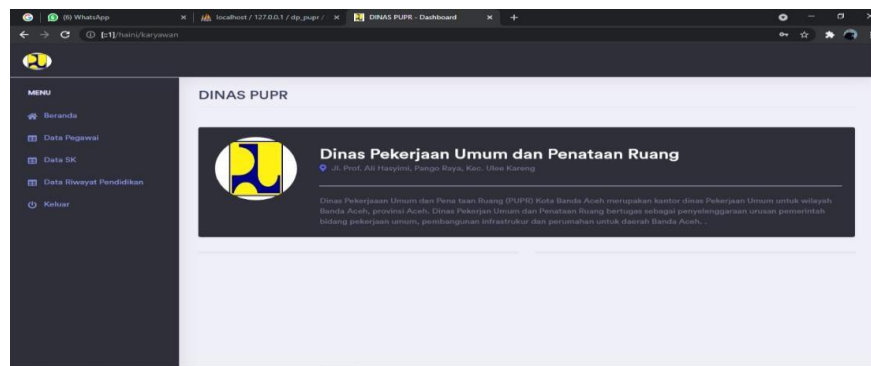 (6) WhatsApp
localhost / 127.0.0.1 / dp_pupr /
DINAS PUPR - Dashboard
[::1]/haini/karyawan
MENU
Beranda
Data Pegawai
Data SK
Data Riwayat Pendidikan
Keluar
DINAS PUPR
Dinas Pekerjaan Umum dan Penataan Ruang
Jl. Prof. Ali Hasyimi, Pango Raya, Kec. Ulee Kareng
Dinas Pekerjaaan Umum dan Pena taan Ruang (PUPR) Kota Banda Aceh merupakan kantor dinas Pekerjaan Umum untuk wilayah
Banda Aceh, provinsi Aceh. Dinas Pekerjan Umum dan Penataan Ruang bertugas sebagai penyelenggaraan urusan pemerintah
bidang pekerjaan umum, pembangunan infrastrukur dan perumahan untuk daerah Banda Aceh. .